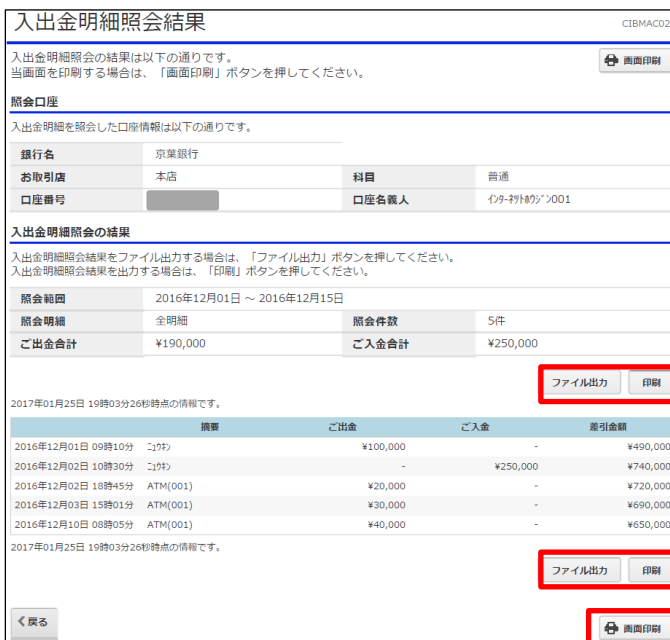 入出金明細照会結果
CIBMAC02
入出金明細照会の結果は以下の通りです。
当画面を印刷する場合は、「画面印刷」ボタンを押してください。
画面印刷
照会口座
入出金明細を照会した口座情報は以下の通りです。
銀行名 京葉銀行
お取引店 本店 科目 普通
口座番号 口座名義人 ｲﾝﾀｰﾈﾂﾄﾎｳｼﾞﾝ001
入出金明細照会の結果
入出金明細照会結果をファイル出力する場合は、「ファイル出力」ボタンを押してください。
入出金明細照会結果を出力する場合は、「印刷」ボタンを押してください。
照会範囲 2016年12月01日 ～ 2016年12月15日
照会明細 全明細 照会件数 5件
ご出金合計 ¥190,000 ご入金合計 ¥250,000
ファイル出力 印刷
2017年01月25日 19時03分26秒時点の情報です。
摘要 ご出金 ご入金 差引金額
2016年12月01日 09時10分 ﾆﾕｳｷﾝ ¥100,000 - ¥490,000
2016年12月02日 10時30分 ﾆﾕｳｷﾝ - ¥250,000 ¥740,000
2016年12月02日 18時45分 ATM(001) ¥20,000 - ¥720,000
2016年12月03日 15時01分 ATM(001) ¥30,000 - ¥690,000
2016年12月10日 08時05分 ATM(001) ¥40,000 - ¥650,000
2017年01月25日 19時03分26秒時点の情報です。
ファイル出力 印刷
戻る
画面印刷